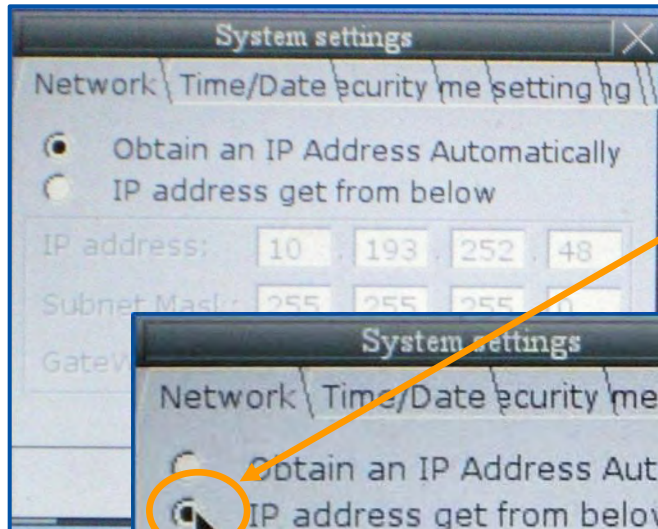 System settings
Network Time/Date ecurity me setting ng
Obtain an IP Address Automatically
IP address get from below
IP address: 10 . 193 . 252 . 48
Subnet Mask: 255 255 255 0
GateW
System settings
Network Time/Date ecurity me
Obtain an IP Address Aut
IP address get from below